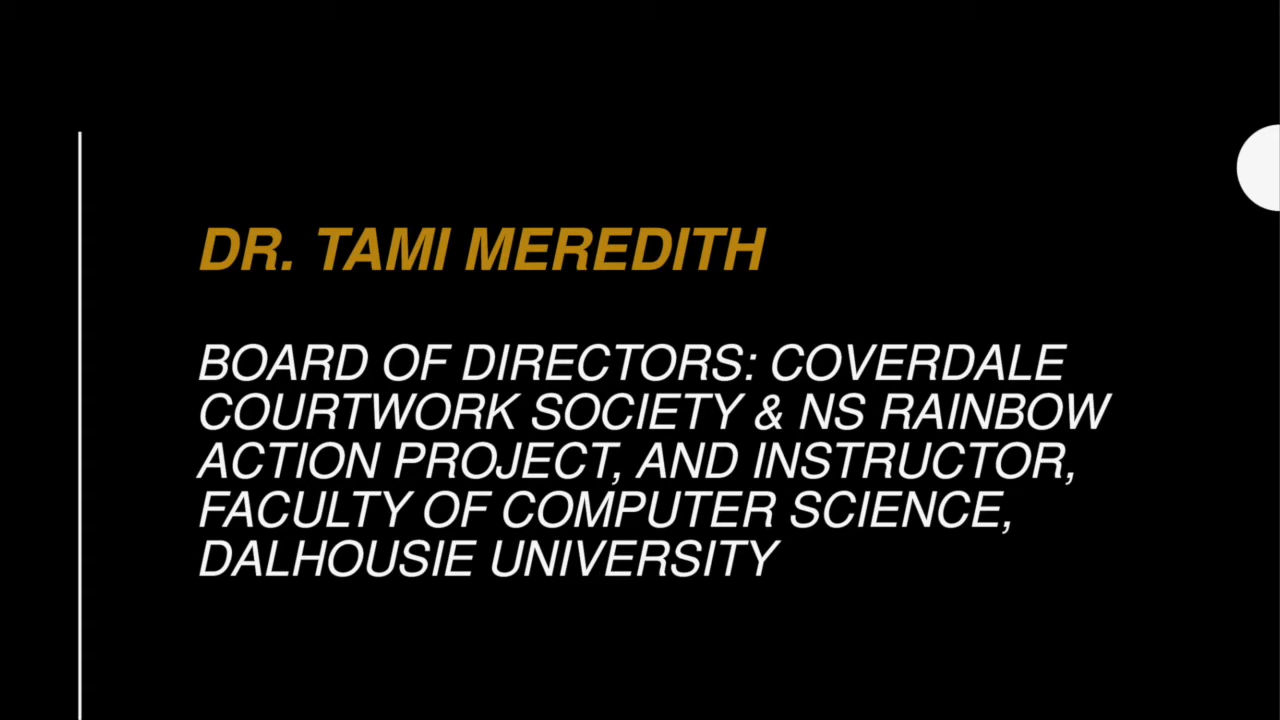 DR. TAMI MEREDITH
BOARD OF DIRECTORS: COVERDALE
COURTWORK SOCIETY & NS RAINBOW
ACTION PROJECT, AND INSTRUCTOR,
FACULTY OF COMPUTER SCIENCE,
DALHOUSIE UNIVERSITY